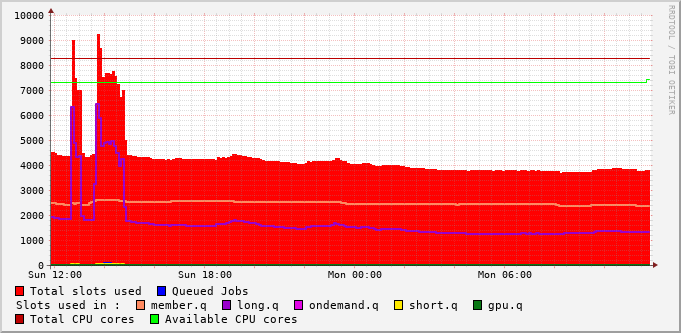 10000
9000
8000
7000
6000
5000
4000
3000
2000
1000
0
Sun 12:00 Sun 18:00 Mon 00:00 Mon 06:00
Total slots used Queued Jobs
Slots used in : member.q long.q ondemand.q short.q gpu.q
Total CPU cores Available CPU cores
RRDTOOL / TOBI OETIKER